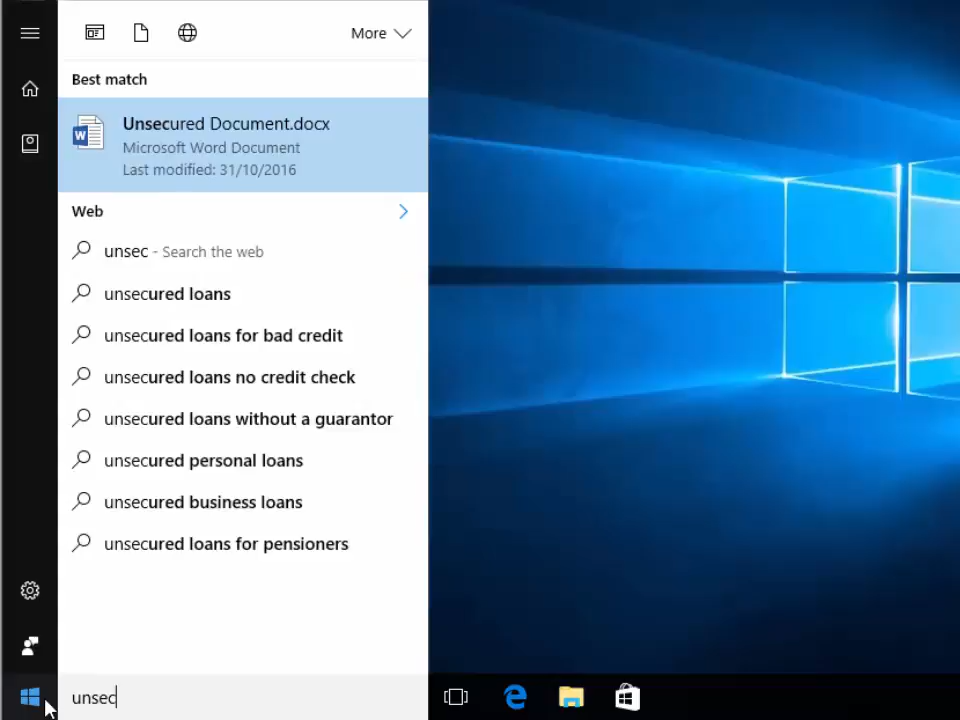 More
Best match
Unsecured Document.docx
Microsoft Word Document
Last modified: 31/10/2016
Web
unsec - Search the web
unsecured loans
unsecured loans for bad credit
unsecured loans no credit check
unsecured loans without a guarantor
unsecured personal loans
unsecured business loans
unsecured loans for pensioners
unsec